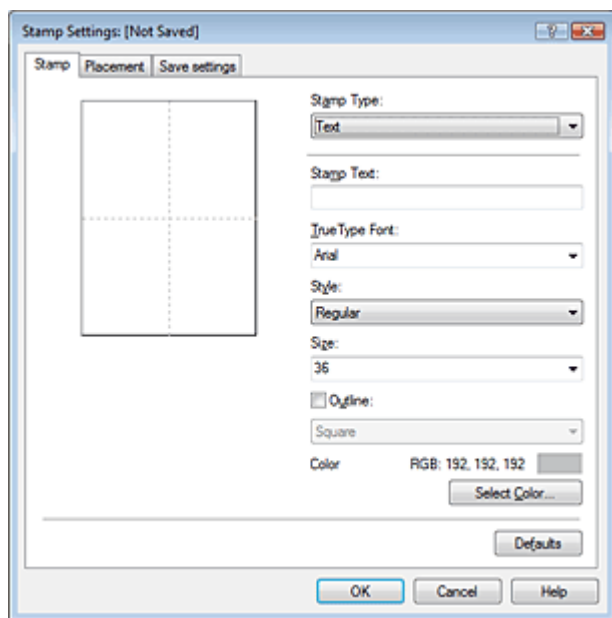 Stamp Settings: [Not Saved]
Stamp Placement Save settings
Stamp Type:
Text
Stamp Text:
TrueType Font:
Arial
Style:
Regular
Size:
36
Outline:
Square
Color RGB: 192, 192, 192
Select Color...
Defaults
OK Cancel Help